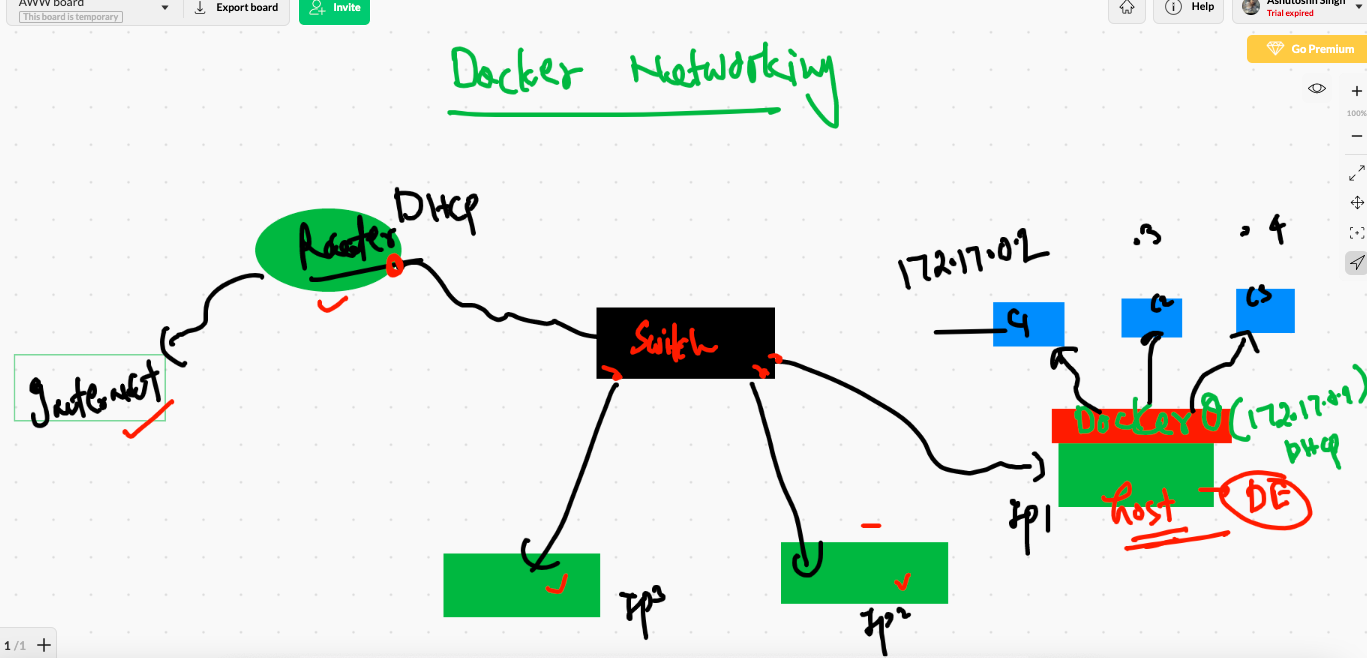 AWW board
This board is temporary
Export board
Invite
Help
Ashutoshh Singh
Trial expired
Go Premium
100%
Docker Networking
DHCP
Router
172.17.0.2
.3
.4
C1
C2
C3
Switch
Docker0 (172.17.0.1)
DHCP
host
DE
IP1
IP3
IP2
1/1